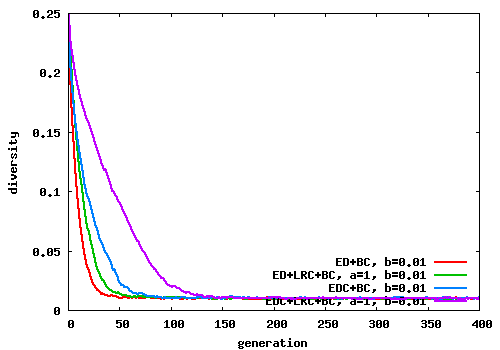 0.25
0.2
0.15
diversity
0.1
0.05
0
ED+BC, b=0.01
ED+LRC+BC, a=1, b=0.01
EDC+BC, b=0.01
EDC+LRC+BC, a=1, b=0.01
0 50 100 150 200 250 300 350 400
generation